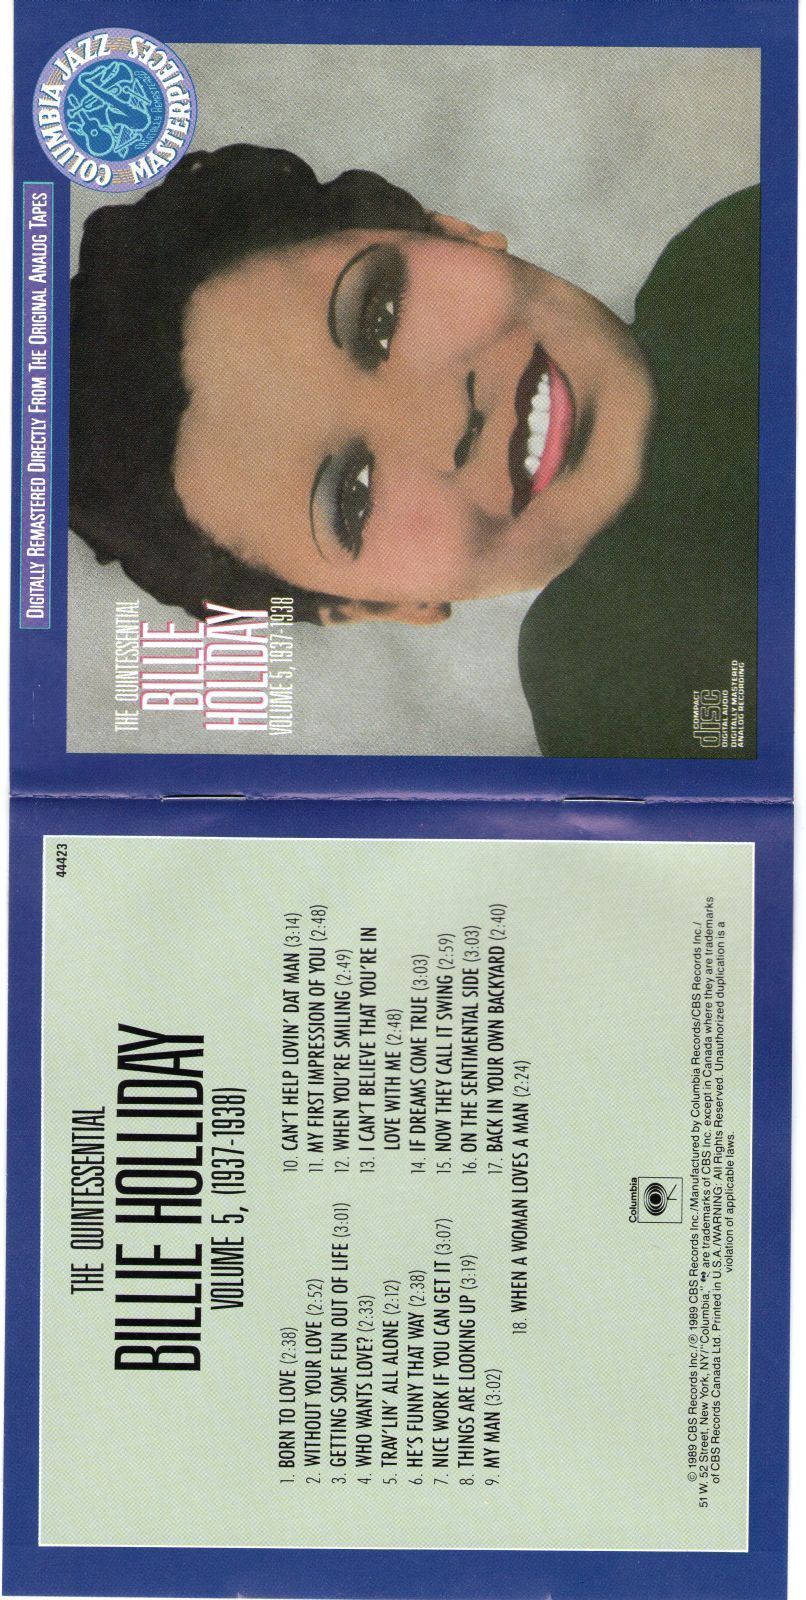 COLUMBIA JAZZ MASTERPIECES
DIGITALLY REMASTERED
DIGITALLY REMASTERED DIRECTLY FROM THE ORIGINAL ANALOG TAPES
THE QUINTESSENTIAL
BILLIE
HOLIDAY
VOLUME 5, 1937-1938
COMPACT
disc
DIGITAL AUDIO
DIGITALLY MASTERED
ANALOG RECORDING
44423
THE QUINTESSENTIAL
BILLIE HOLLIDAY
VOLUME 5, (1937-1938)
1. BORN TO LOVE (2:38)
2. WITHOUT YOUR LOVE (2:52)
3. GETTING SOME FUN OUT OF LIFE (3:01)
4. WHO WANTS LOVE? (2:33)
5. TRAV'LIN' ALL ALONE (2:12)
6. HE'S FUNNY THAT WAY (2:38)
7. NICE WORK IF YOU CAN GET IT (3:07)
8. THINGS ARE LOOKING UP (3:19)
9. MY MAN (3:02)
10. CAN'T HELP LOVIN' DAT MAN (3:14)
11. MY FIRST IMPRESSION OF YOU (2:48)
12. WHEN YOU'RE SMILING (2:49)
13. I CAN'T BELIEVE THAT YOU'RE IN
LOVE WITH ME (2:48)
14. IF DREAMS COME TRUE (3:03)
15. NOW THEY CALL IT SWING (2:59)
16. ON THE SENTIMENTAL SIDE (3:03)
17. BACK IN YOUR OWN BACKYARD (2:40)
18. WHEN A WOMAN LOVES A MAN (2:24)
Columbia
© 1989 CBS Records Inc./℗ 1989 CBS Records Inc./Manufactured by Columbia Records/CBS Records Inc./
51 W. 52 Street, New York, NY/"Columbia," are trademarks of CBS Inc. except in Canada where they are trademarks
of CBS Records Canada Ltd. Printed in U.S.A./WARNING: All Rights Reserved. Unauthorized duplication is a
violation of applicable laws.